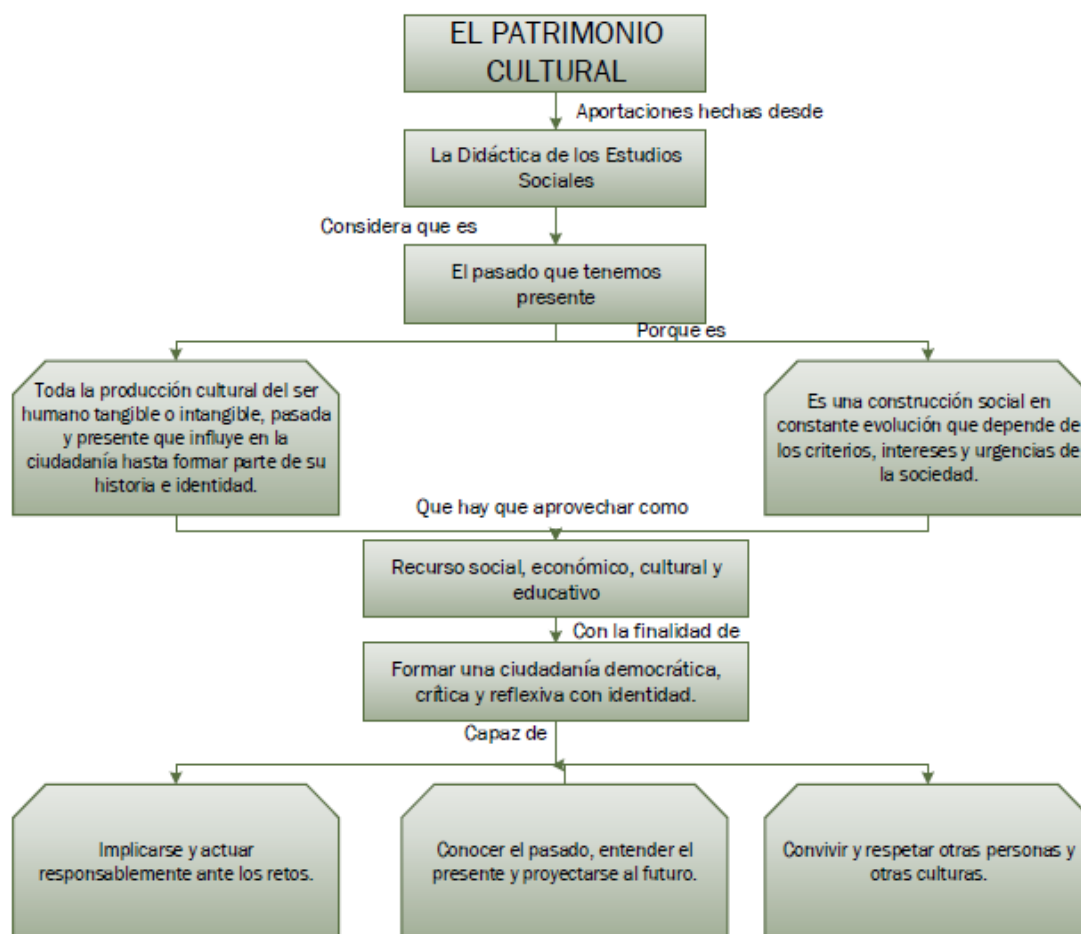 EL PATRIMONIO
CULTURAL
Aportaciones hechas desde
La Didáctica de los Estudios
Sociales
Considera que es
El pasado que tenemos
presente
Porque es
Toda la producción cultural del ser
humano tangible o intangible, pasada
y presente que influye en la
ciudadanía hasta formar parte de su
historia e identidad.
Es una construcción social en
constante evolución que depende de
los criterios, intereses y urgencias de
la sociedad.
Que hay que aprovechar como
Recurso social, económico, cultural y
educativo
Con la finalidad de
Formar una ciudadanía democrática,
crítica y reflexiva con identidad.
Capaz de
Implicarse y actuar
responsablemente ante los retos.
Conocer el pasado, entender el
presente y proyectarse al futuro.
Convivir y respetar otras personas y
otras culturas.